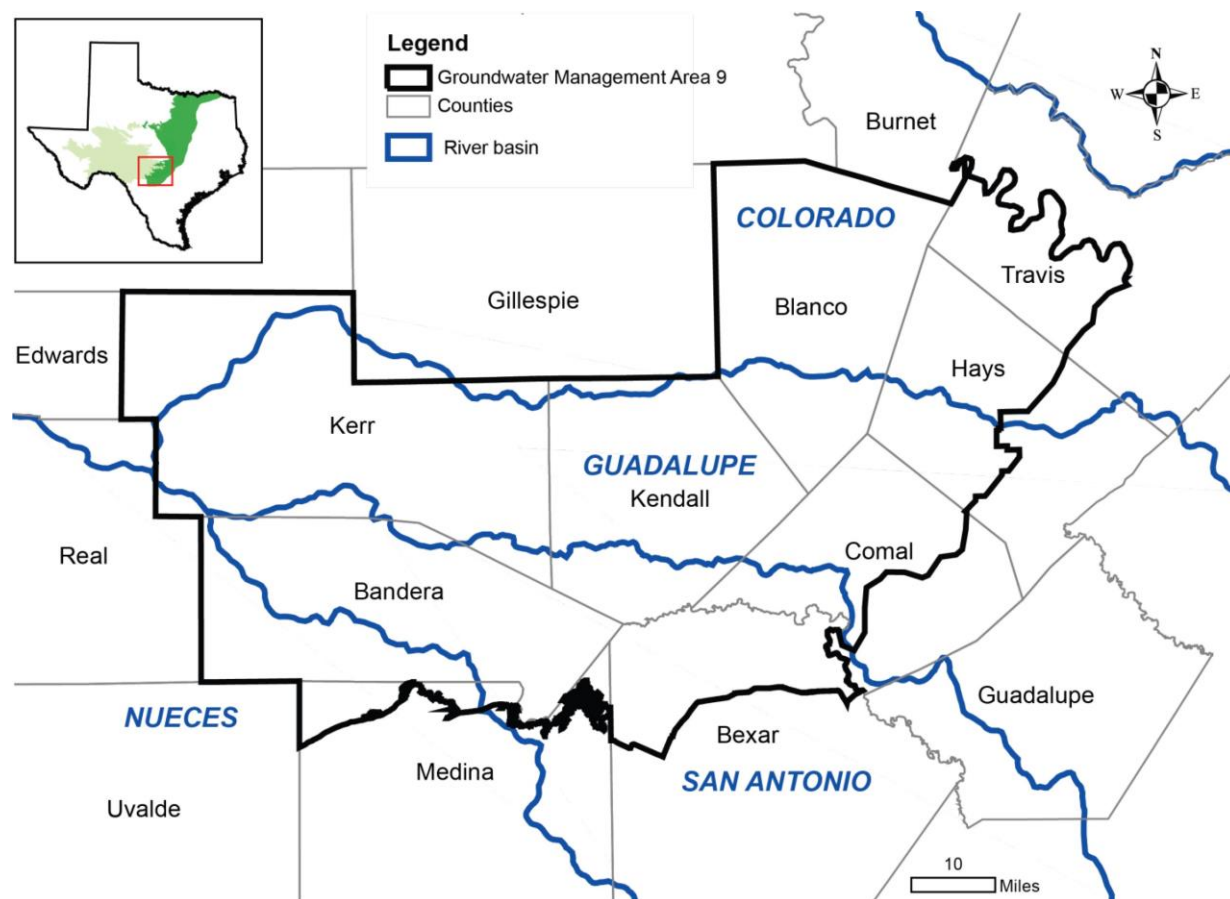 Legend
Groundwater Management Area 9
Counties
River basin
N
W E
S
Burnet
COLORADO
Travis
Gillespie
Blanco
Edwards
Hays
Kerr
GUADALUPE
Kendall
Real
Comal
Bandera
Guadalupe
NUECES
Bexar
Medina
SAN ANTONIO
Uvalde
10
Miles